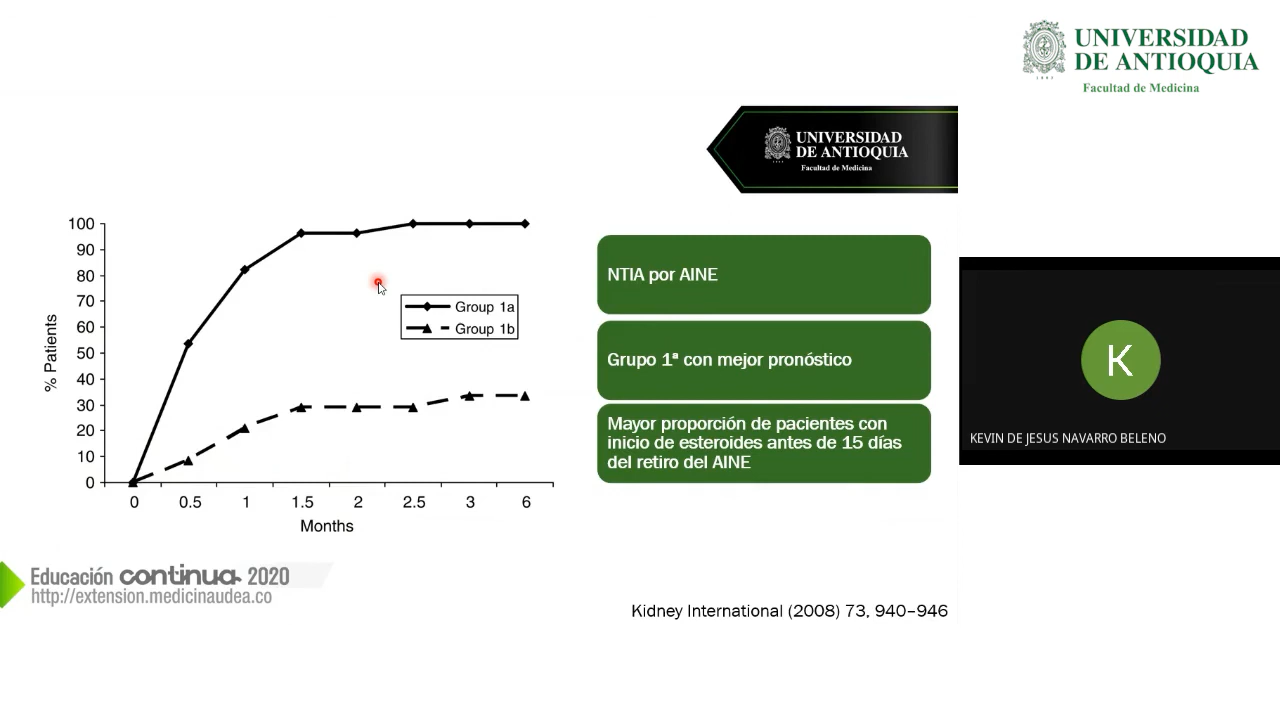 UNIVERSIDAD
DE ANTIOQUIA
Facultad de Medicina
UNIVERSIDAD
DE ANTIOQUIA
Facultad de Medicina
100
90
80
70
60
50
40
30
20
10
0
% Patients
Group 1a
Group 1b
0 0.5 1 1.5 2 2.5 3 6
Months
NTIA por AINE
Grupo 1ª con mejor pronóstico
Mayor proporción de pacientes con
inicio de esteroides antes de 15 días
del retiro del AINE
K
KEVIN DE JESUS NAVARRO BELENO
Educación continua 2020
http://extension.medicinaudea.co
Kidney International (2008) 73, 940–946